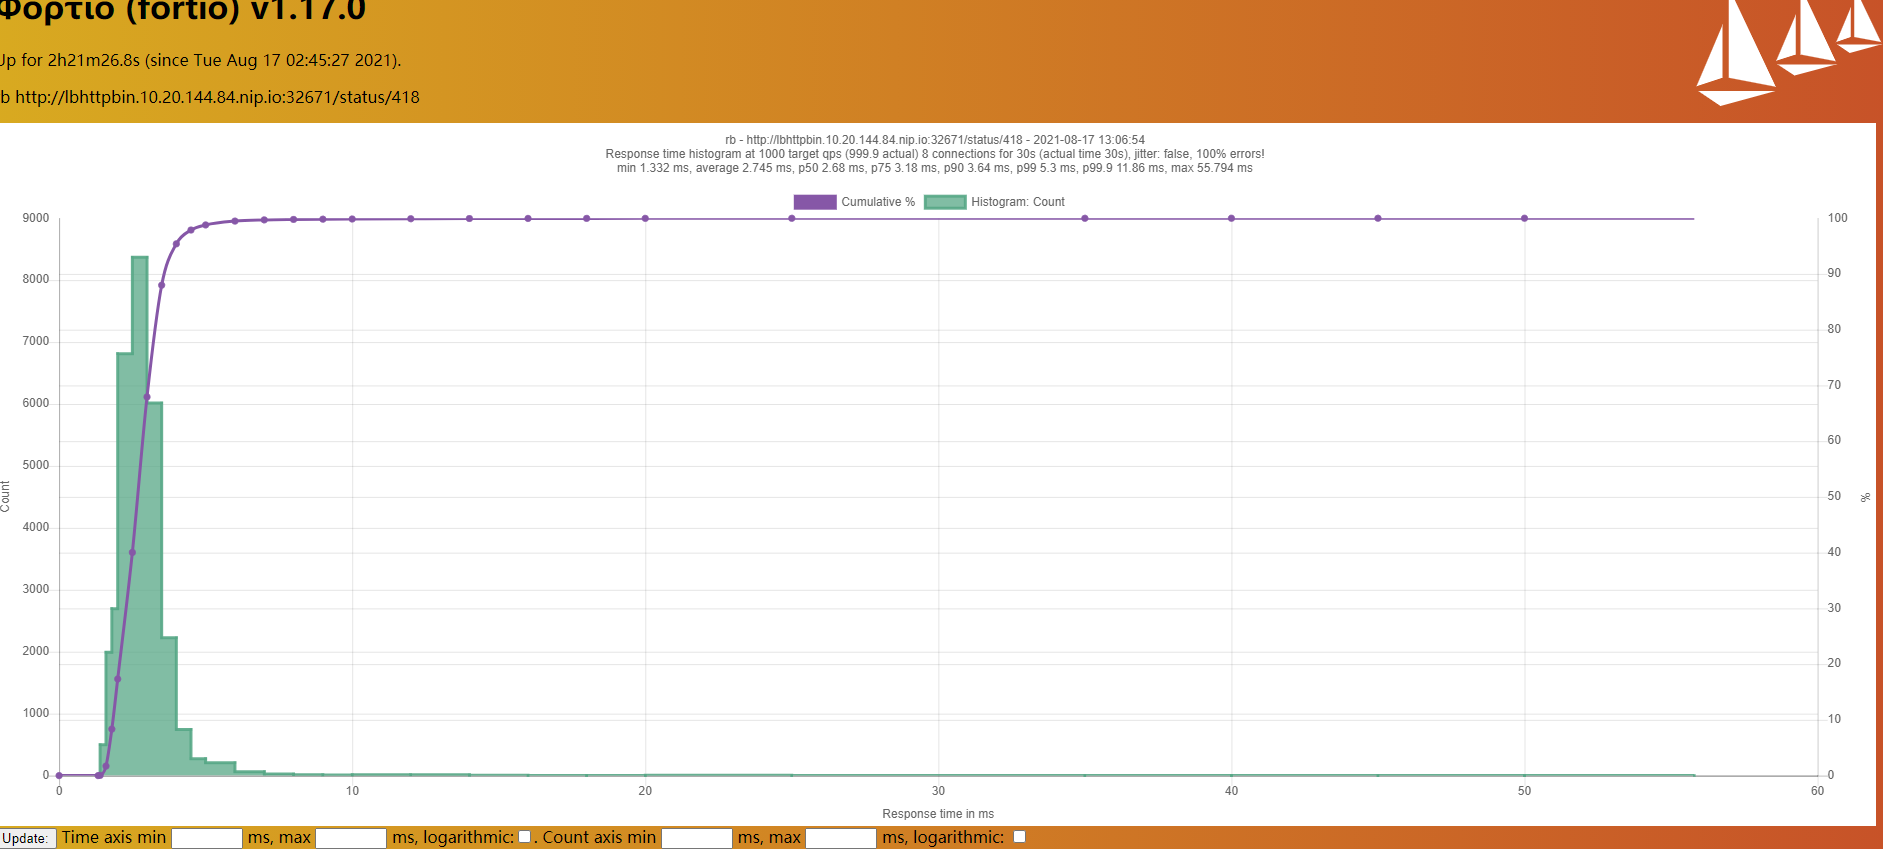 Φορτίο (fortio) v1.17.0
Up for 2h21m26.8s (since Tue Aug 17 02:45:27 2021).
b http://lbhttpbin.10.20.144.84.nip.io:32671/status/418
rb - http://lbhttpbin.10.20.144.84.nip.io:32671/status/418 - 2021-08-17 13:06:54
Response time histogram at 1000 target qps (999.9 actual) 8 connections for 30s (actual time 30s), jitter: false, 100% errors!
min 1.332 ms, average 2.745 ms, p50 2.68 ms, p75 3.18 ms, p90 3.64 ms, p99 5.3 ms, p99.9 11.86 ms, max 55.794 ms
Cumulative % Histogram: Count
9000
8000
7000
6000
5000
4000
3000
2000
1000
0
Count
100
90
80
70
60
50
40
30
20
10
0
%
0 10 20 30 40 50 60
Response time in ms
Update: Time axis min ms, max ms, logarithmic: . Count axis min ms, max ms, logarithmic: